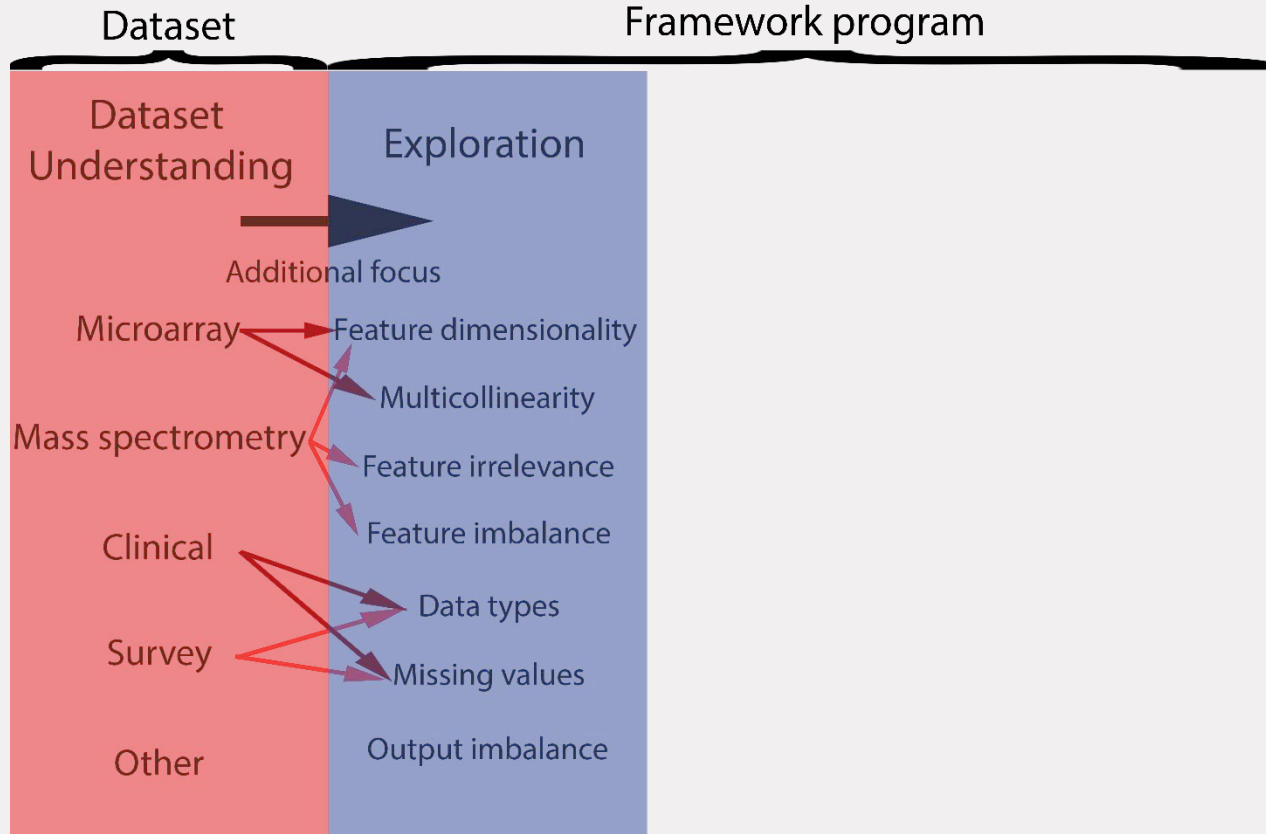 Dataset
Framework program
Dataset
Understanding
Exploration
Additional focus
Microarray
Feature dimensionality
Multicollinearity
Mass spectrometry
Feature irrelevance
Feature imbalance
Clinical
Data types
Survey
Missing values
Output imbalance
Other